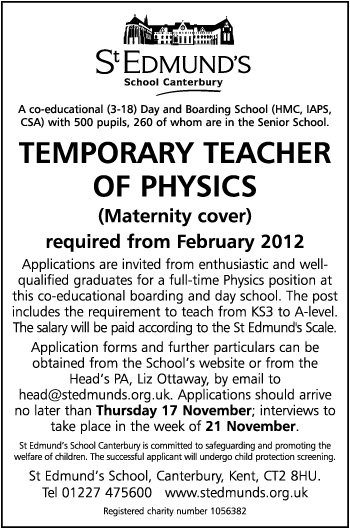 St EDMUND'S
School Canterbury
A co-educational (3-18) Day and Boarding School (HMC, IAPS,
CSA) with 500 pupils, 260 of whom are in the Senior School.
TEMPORARY TEACHER
OF PHYSICS
(Maternity cover)
required from February 2012
Applications are invited from enthusiastic and well-
qualified graduates for a full-time Physics position at
this co-educational boarding and day school. The post
includes the requirement to teach from KS3 to A-level.
The salary will be paid according to the St Edmund's Scale.
Application forms and further particulars can be
obtained from the School's website or from the
Head's PA, Liz Ottaway, by email to
head@stedmunds.org.uk. Applications should arrive
no later than Thursday 17 November; interviews to
take place in the week of 21 November.
St Edmund's School Canterbury is committed to safeguarding and promoting the
welfare of children. The successful applicant will undergo child protection screening.
St Edmund's School, Canterbury, Kent, CT2 8HU.
Tel 01227 475600 www.stedmunds.org.uk
Registered charity number 1056382